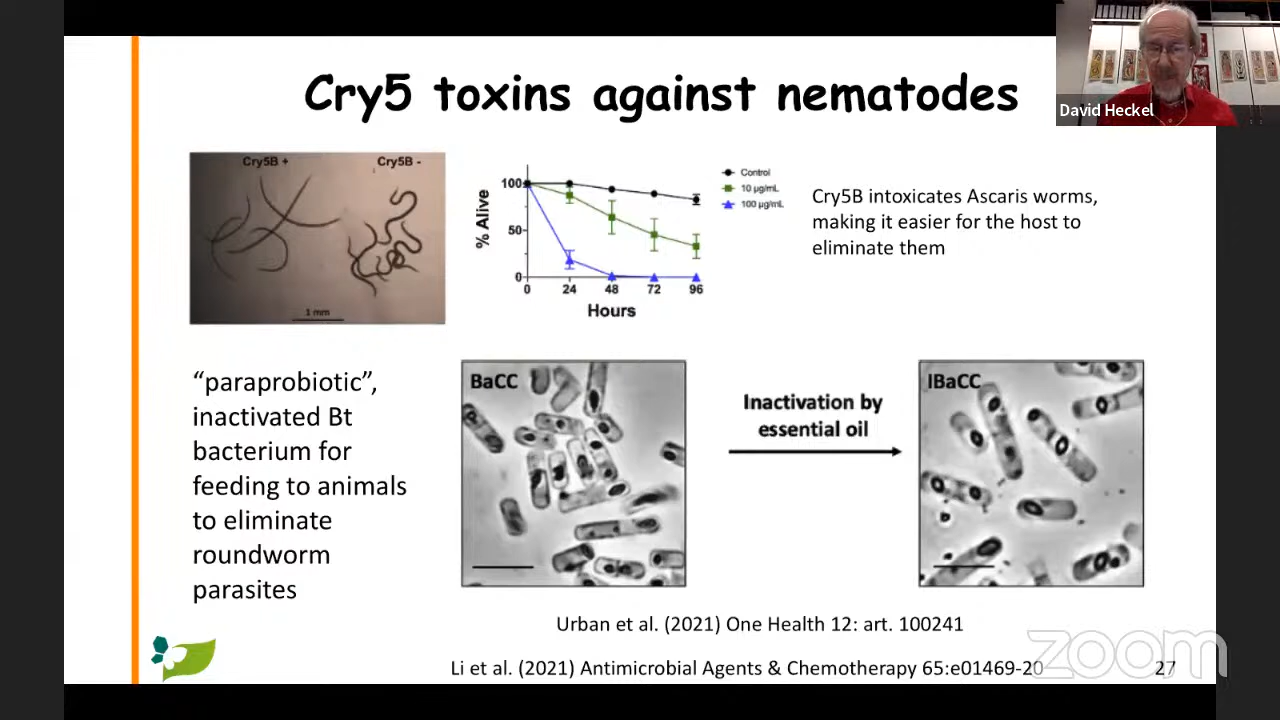 Cry5 toxins against nematodes
David Heckel
Cry5B +
Cry5B -
1 mm
% Alive
100
50
0
0 24 48 72 96
Hours
Control
10 µg/mL
100 µg/mL
Cry5B intoxicates Ascaris worms,
making it easier for the host to
eliminate them
“paraprobiotic”,
inactivated Bt
bacterium for
feeding to animals
to eliminate
roundworm
parasites
BaCC
Inactivation by
essential oil
IBaCC
Urban et al. (2021) One Health 12: art. 100241
Li et al. (2021) Antimicrobial Agents & Chemotherapy 65:e01469-20
27
zoom